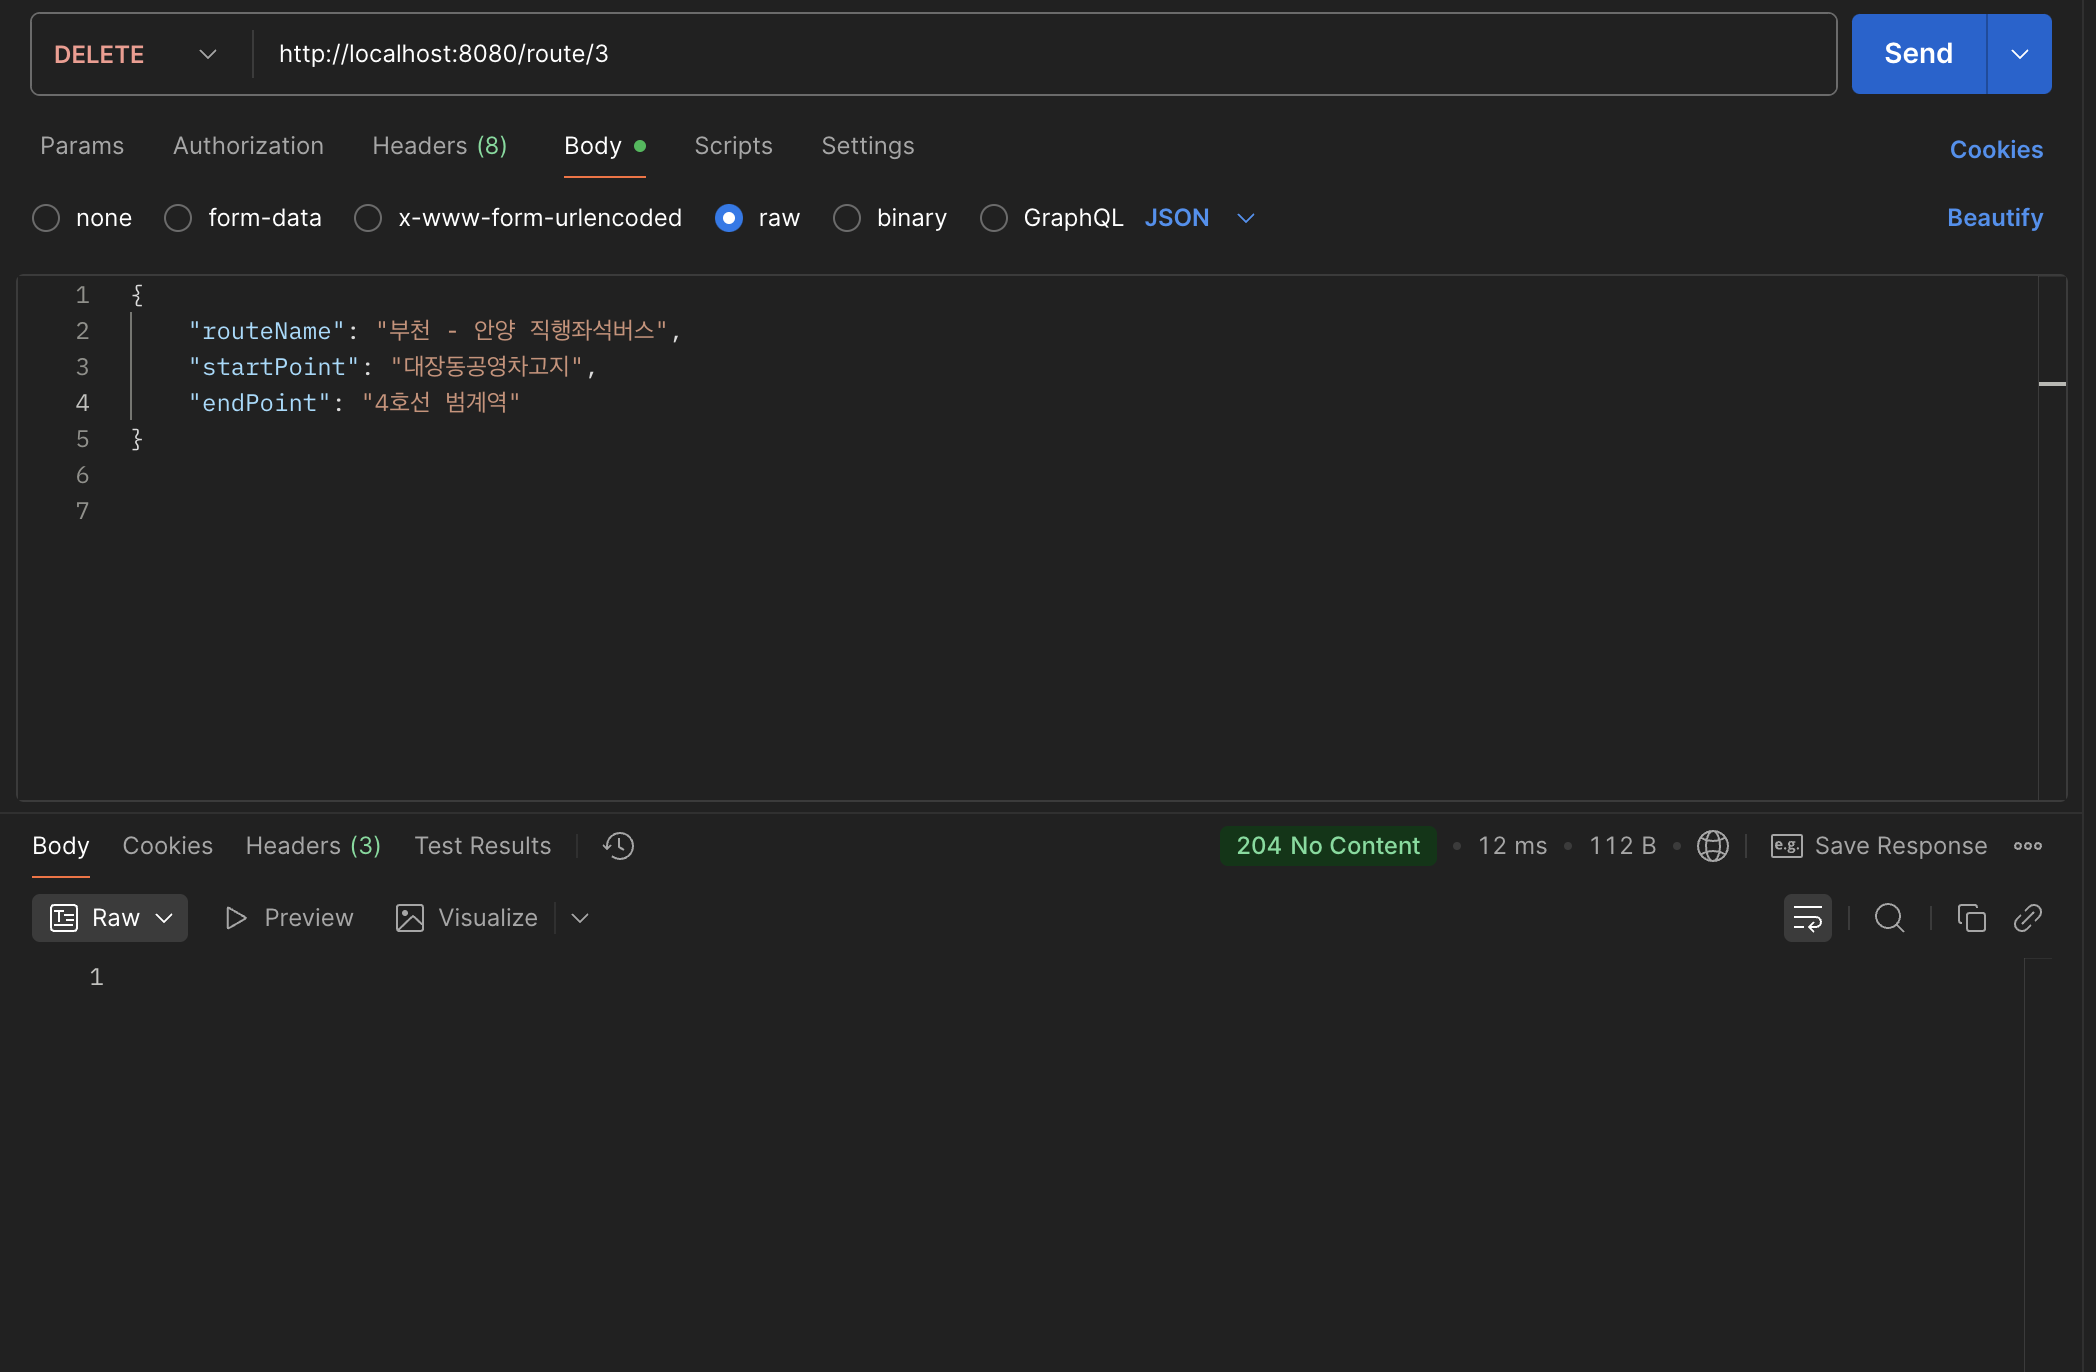 DELETE http://localhost:8080/route/3 Send
Params Authorization Headers (8) Body Scripts Settings Cookies
none form-data x-www-form-urlencoded raw binary GraphQL JSON Beautify
1 {
2 "routeName": "부천 - 안양 직행좌석버스",
3 "startPoint": "대장동공영차고지",
4 "endPoint": "4호선 범계역"
5 }
6
7
Body Cookies Headers (3) Test Results 204 No Content • 12 ms • 112 B • e.g. Save Response
Raw Preview Visualize
1